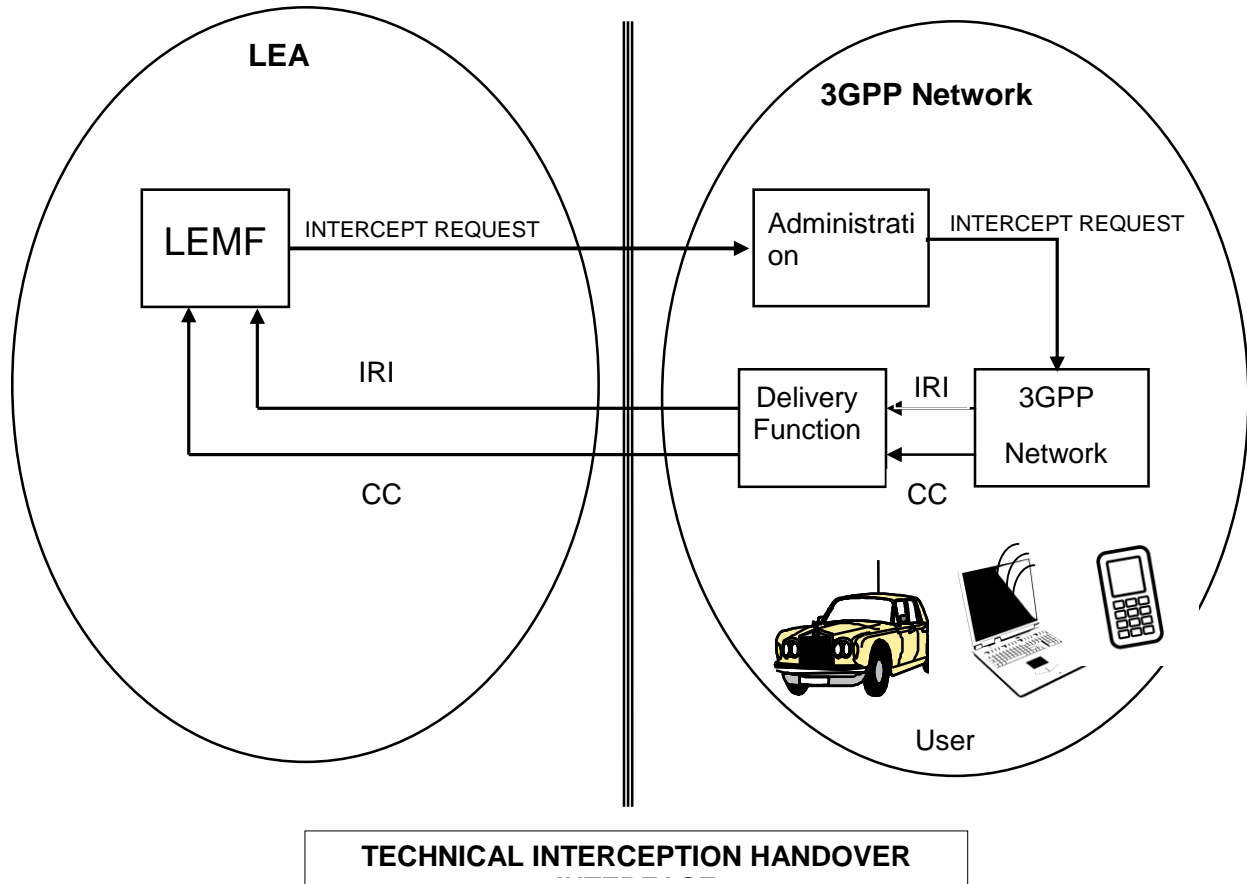 LEA
3GPP Network
LEMF
INTERCEPT REQUEST
Administrati
on
INTERCEPT REQUEST
IRI
Delivery
Function
IRI
3GPP
Network
CC
CC
User
TECHNICAL INTERCEPTION HANDOVER